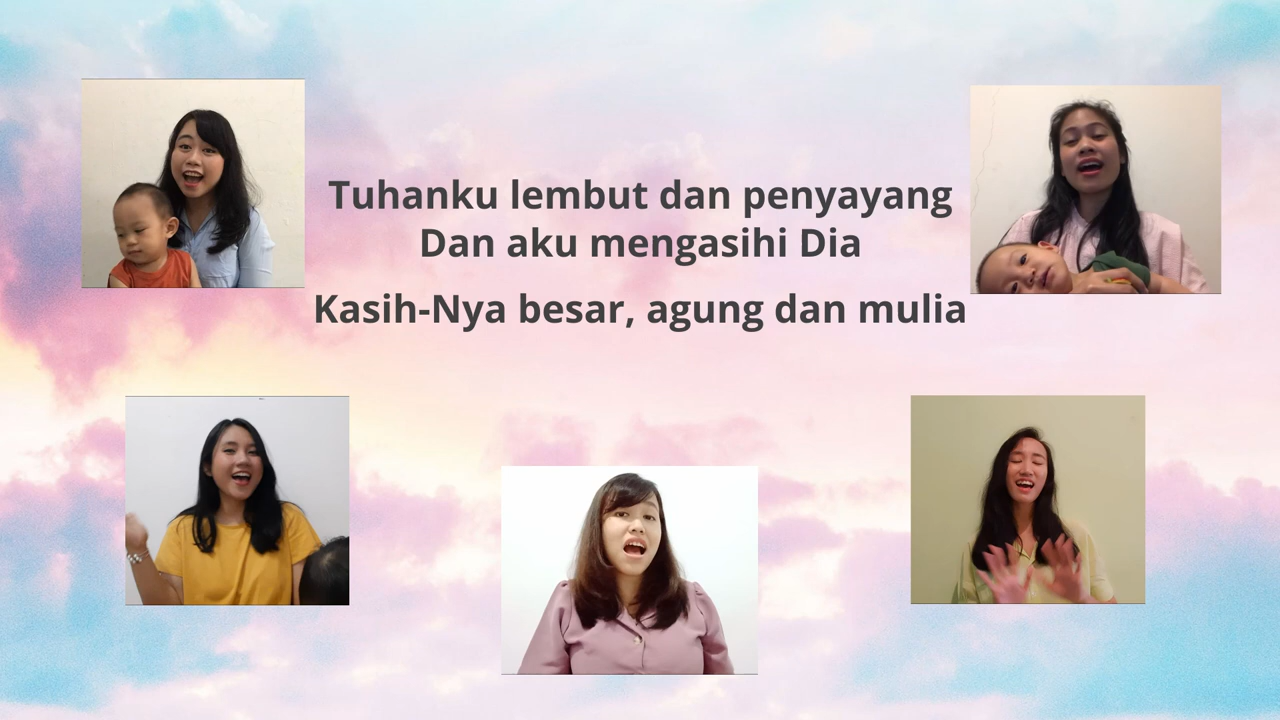 Tuhanku lembut dan penyayang
Dan aku mengasihi Dia
Kasih-Nya besar, agung dan mulia